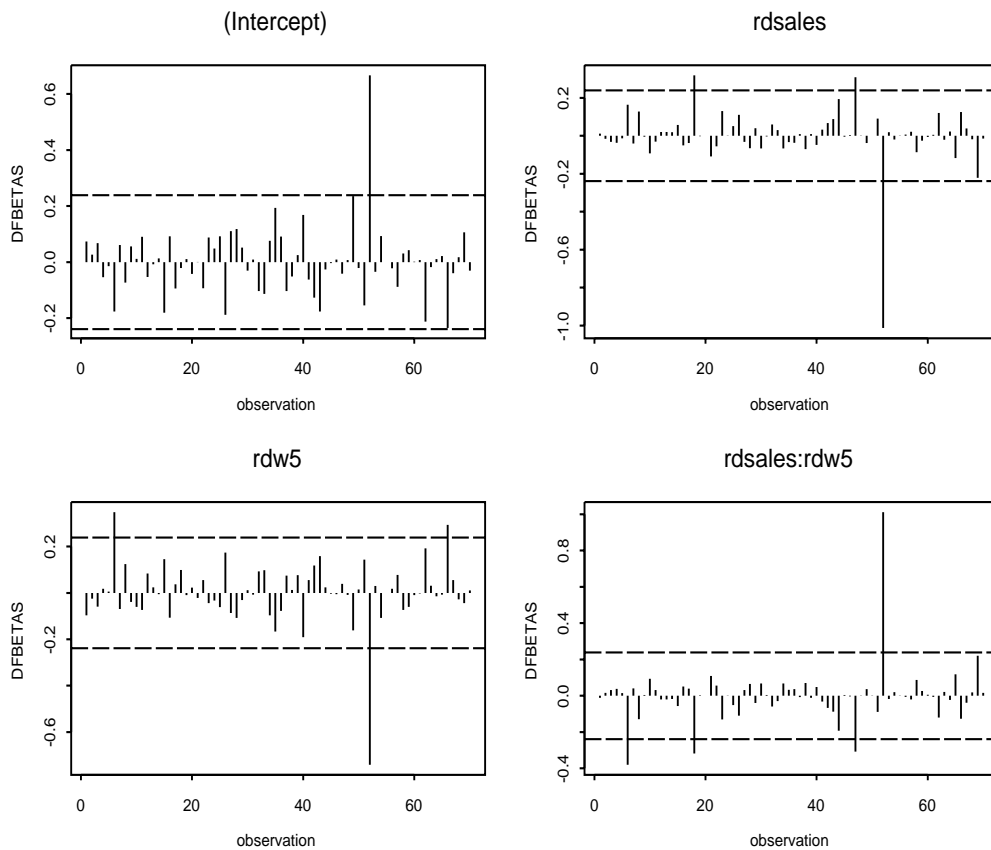 (Intercept)
DFBETAS
0.6
0.4
0.2
0.0
-0.2
0
20
40
60
observation
rdsales
DFBETAS
0.2
-0.2
-0.6
-1.0
0
20
40
60
observation
rdw5
DFBETAS
0.2
-0.2
-0.6
0
20
40
60
observation
rdsales:rdw5
DFBETAS
0.8
0.4
0.0
-0.4
0
20
40
60
observation